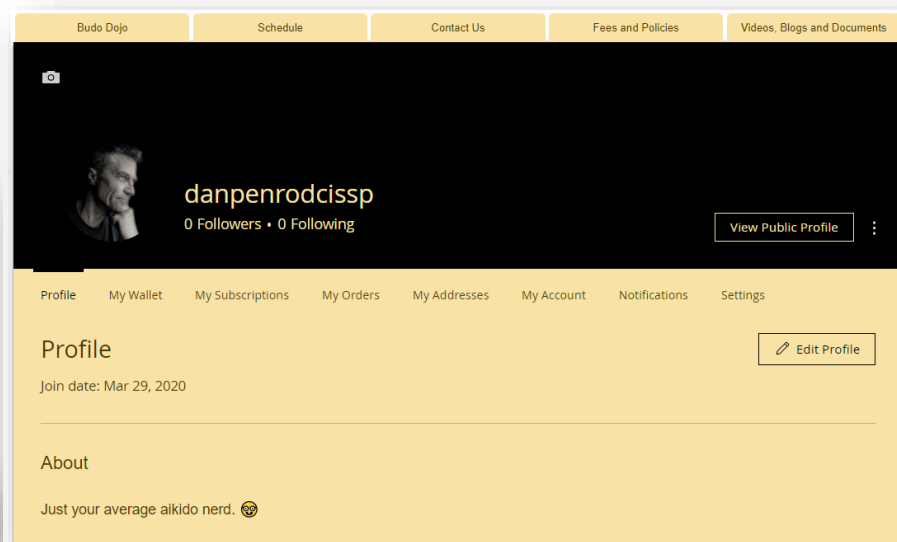 Budo Dojo Schedule Contact Us Fees and Policies Videos, Blogs and Documents
danpenrodcissp
0 Followers • 0 Following
View Public Profile
Profile My Wallet My Subscriptions My Orders My Addresses My Account Notifications Settings
Profile
Edit Profile
Join date: Mar 29, 2020
About
Just your average aikido nerd. 🤓